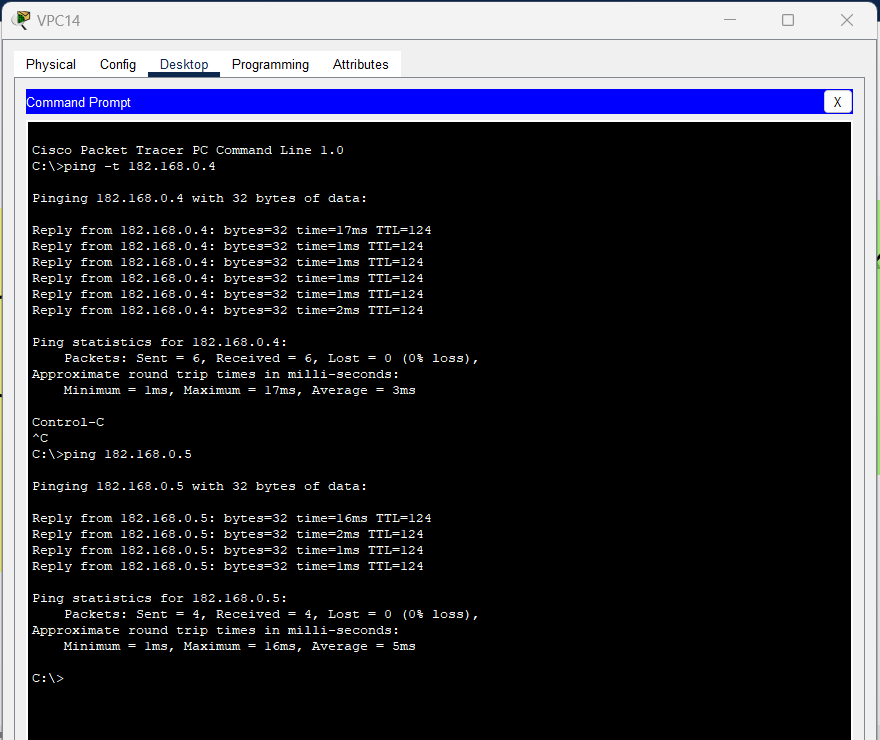 VPC14
Physical Config Desktop Programming Attributes
Command Prompt X
Cisco Packet Tracer PC Command Line 1.0
C:\>ping -t 182.168.0.4
Pinging 182.168.0.4 with 32 bytes of data:
Reply from 182.168.0.4: bytes=32 time=17ms TTL=124
Reply from 182.168.0.4: bytes=32 time=1ms TTL=124
Reply from 182.168.0.4: bytes=32 time=1ms TTL=124
Reply from 182.168.0.4: bytes=32 time=1ms TTL=124
Reply from 182.168.0.4: bytes=32 time=1ms TTL=124
Reply from 182.168.0.4: bytes=32 time=2ms TTL=124
Ping statistics for 182.168.0.4:
Packets: Sent = 6, Received = 6, Lost = 0 (0% loss),
Approximate round trip times in milli-seconds:
Minimum = 1ms, Maximum = 17ms, Average = 3ms
Control-C
^C
C:\>ping 182.168.0.5
Pinging 182.168.0.5 with 32 bytes of data:
Reply from 182.168.0.5: bytes=32 time=16ms TTL=124
Reply from 182.168.0.5: bytes=32 time=2ms TTL=124
Reply from 182.168.0.5: bytes=32 time=1ms TTL=124
Reply from 182.168.0.5: bytes=32 time=1ms TTL=124
Ping statistics for 182.168.0.5:
Packets: Sent = 4, Received = 4, Lost = 0 (0% loss),
Approximate round trip times in milli-seconds:
Minimum = 1ms, Maximum = 16ms, Average = 5ms
C:\>